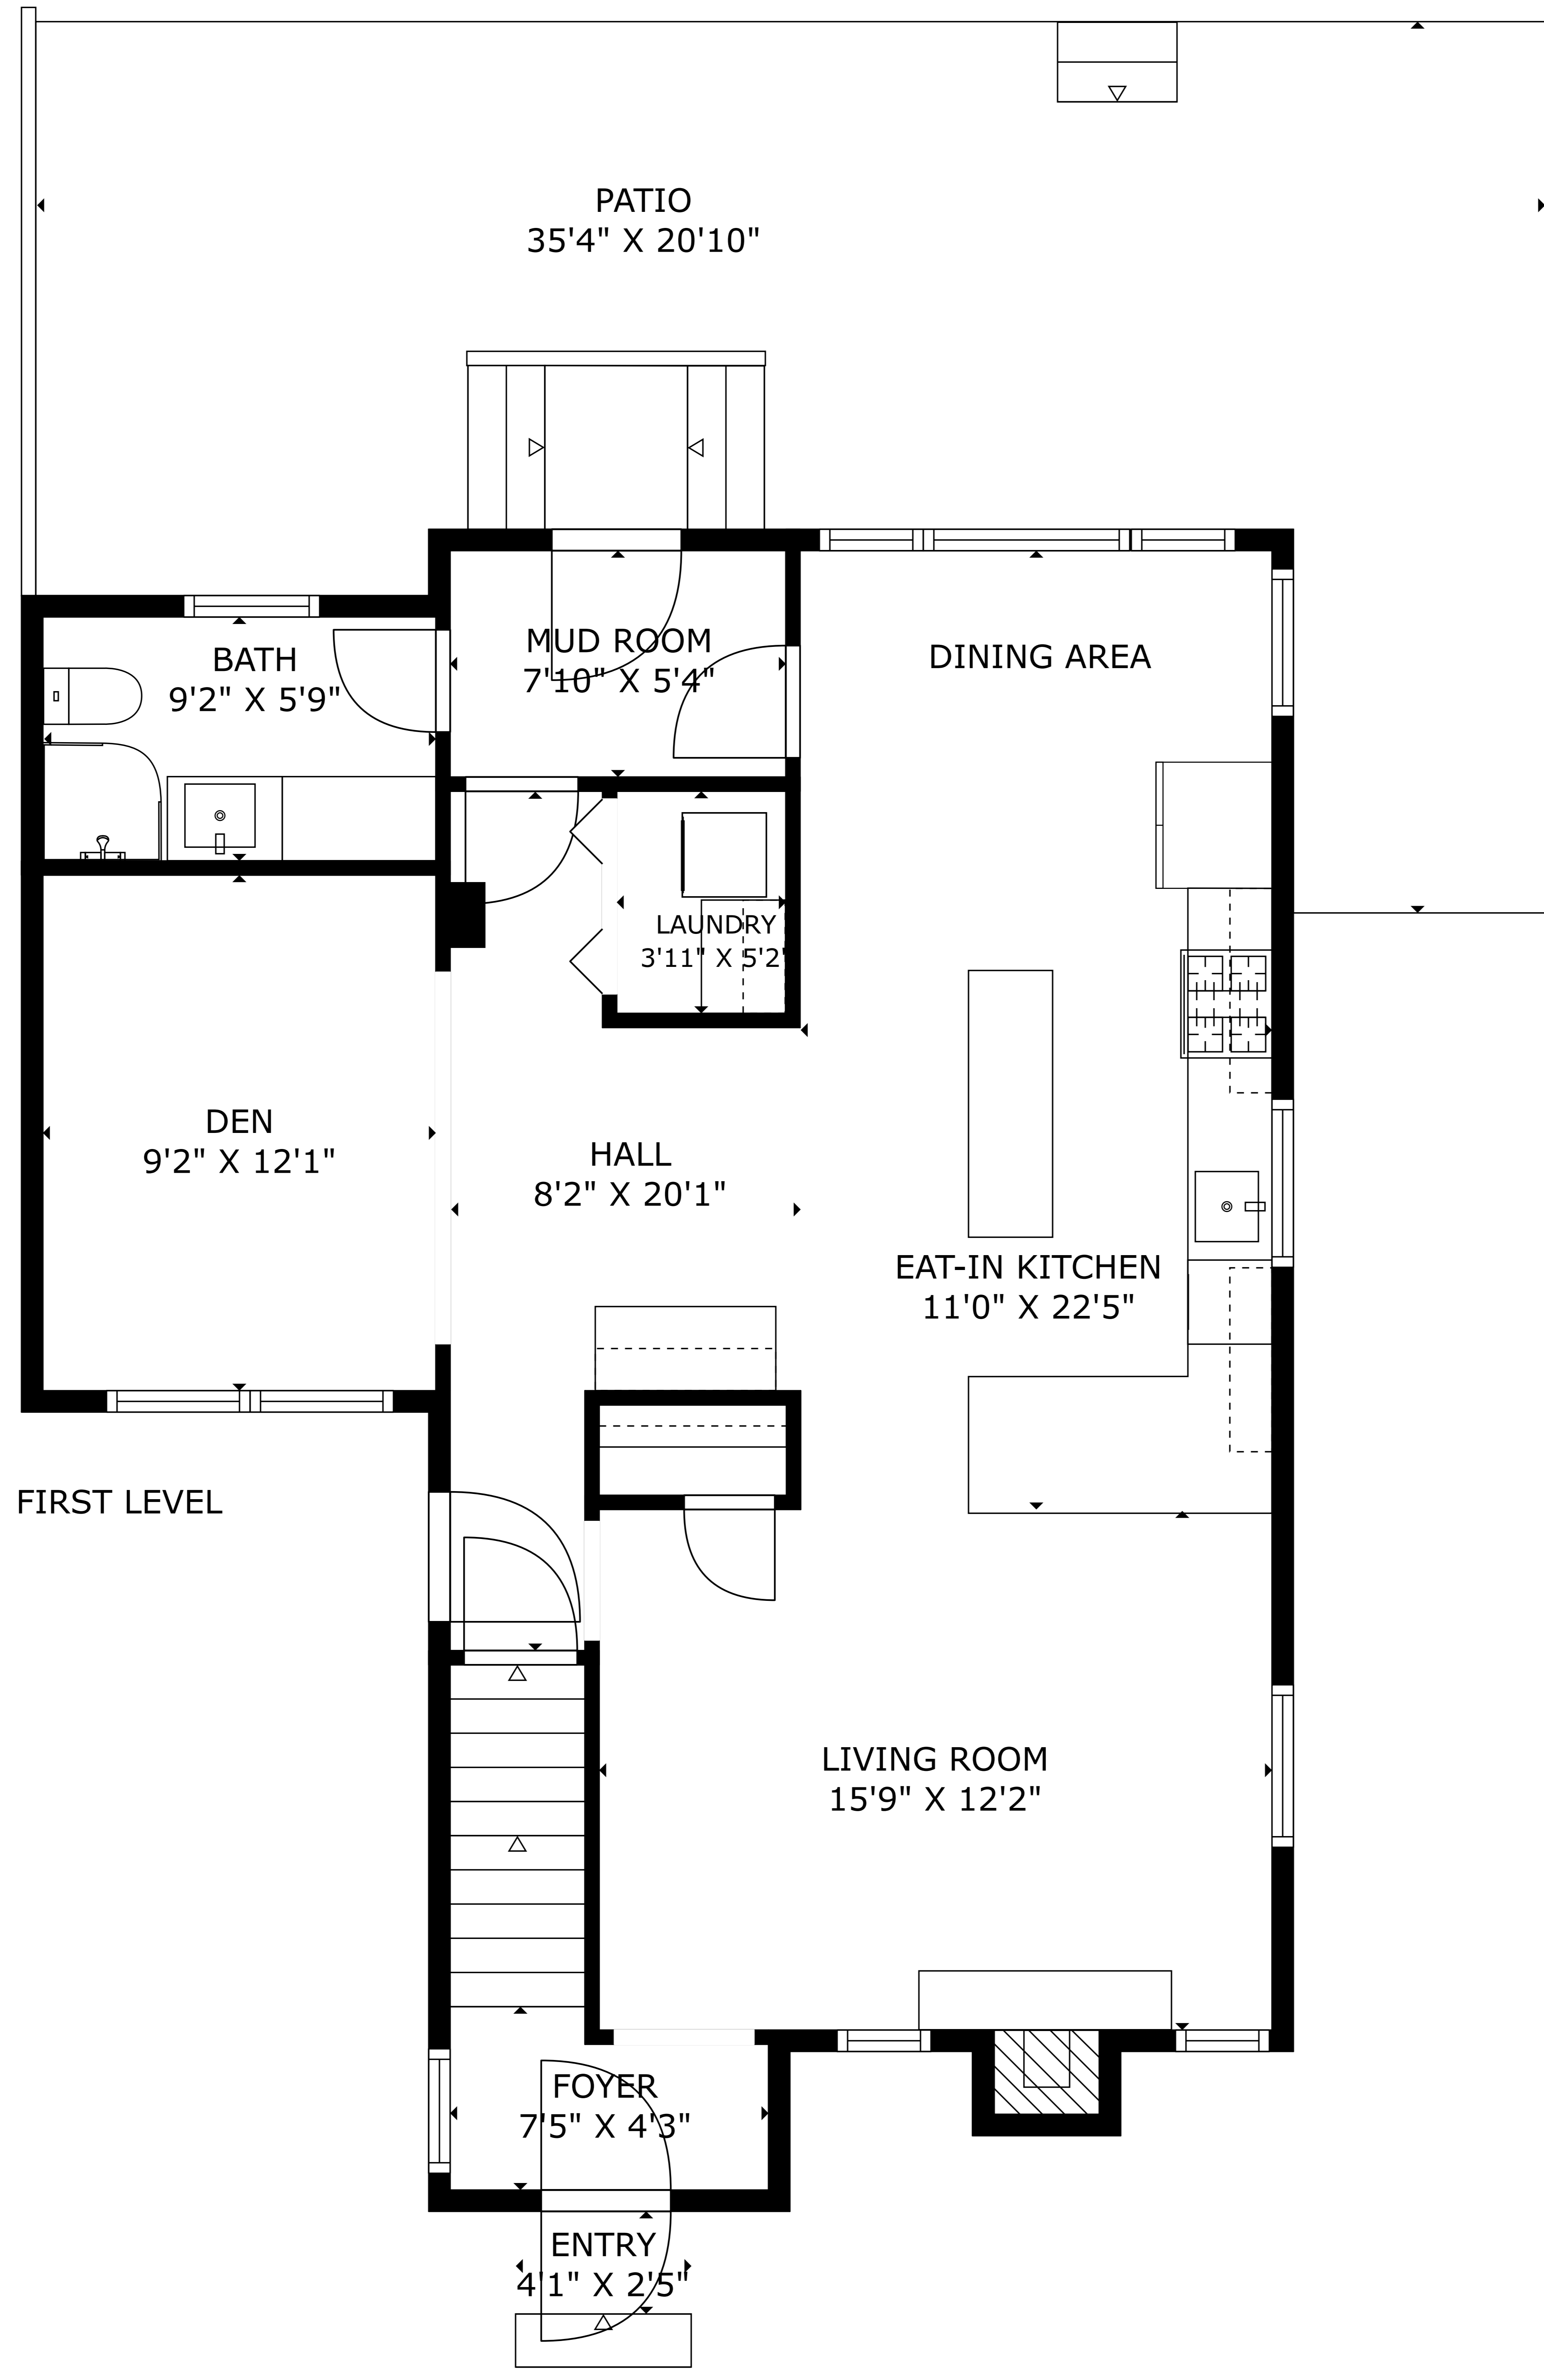 PATIO
35'4" X 20'10"
MUD ROOM
7'10" X 5'4"
BATH
9'2" X 5'9"
DINING AREA
LAUNDRY
3'11" X 5'2"
DEN
9'2" X 12'1"
HALL
8'2" X 20'1"
EAT-IN KITCHEN
11'0" X 22'5"
FIRST LEVEL
LIVING ROOM
15'9" X 12'2"
FOYER
7'5" X 4'3"
ENTRY
4'1" X 2'5"